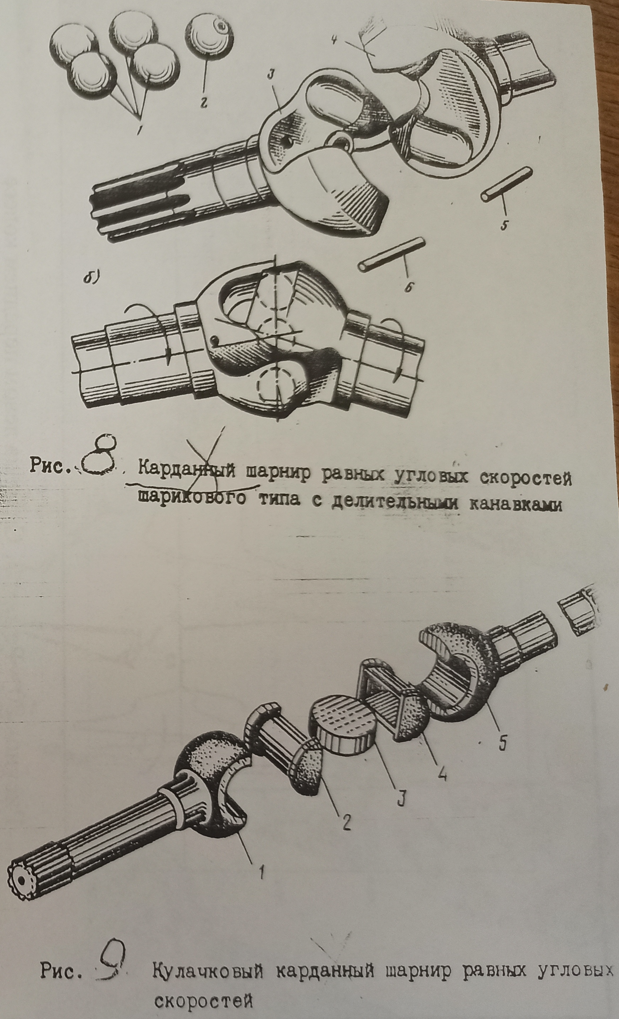 1
2
3
4
5
6
б)
Рис. 8. Карданный шарнир равных угловых скоростей
шарикового типа с делительными канавками
1
2
3
4
5
Рис. 9 Кулачковый карданный шарнир равных угловых
скоростей